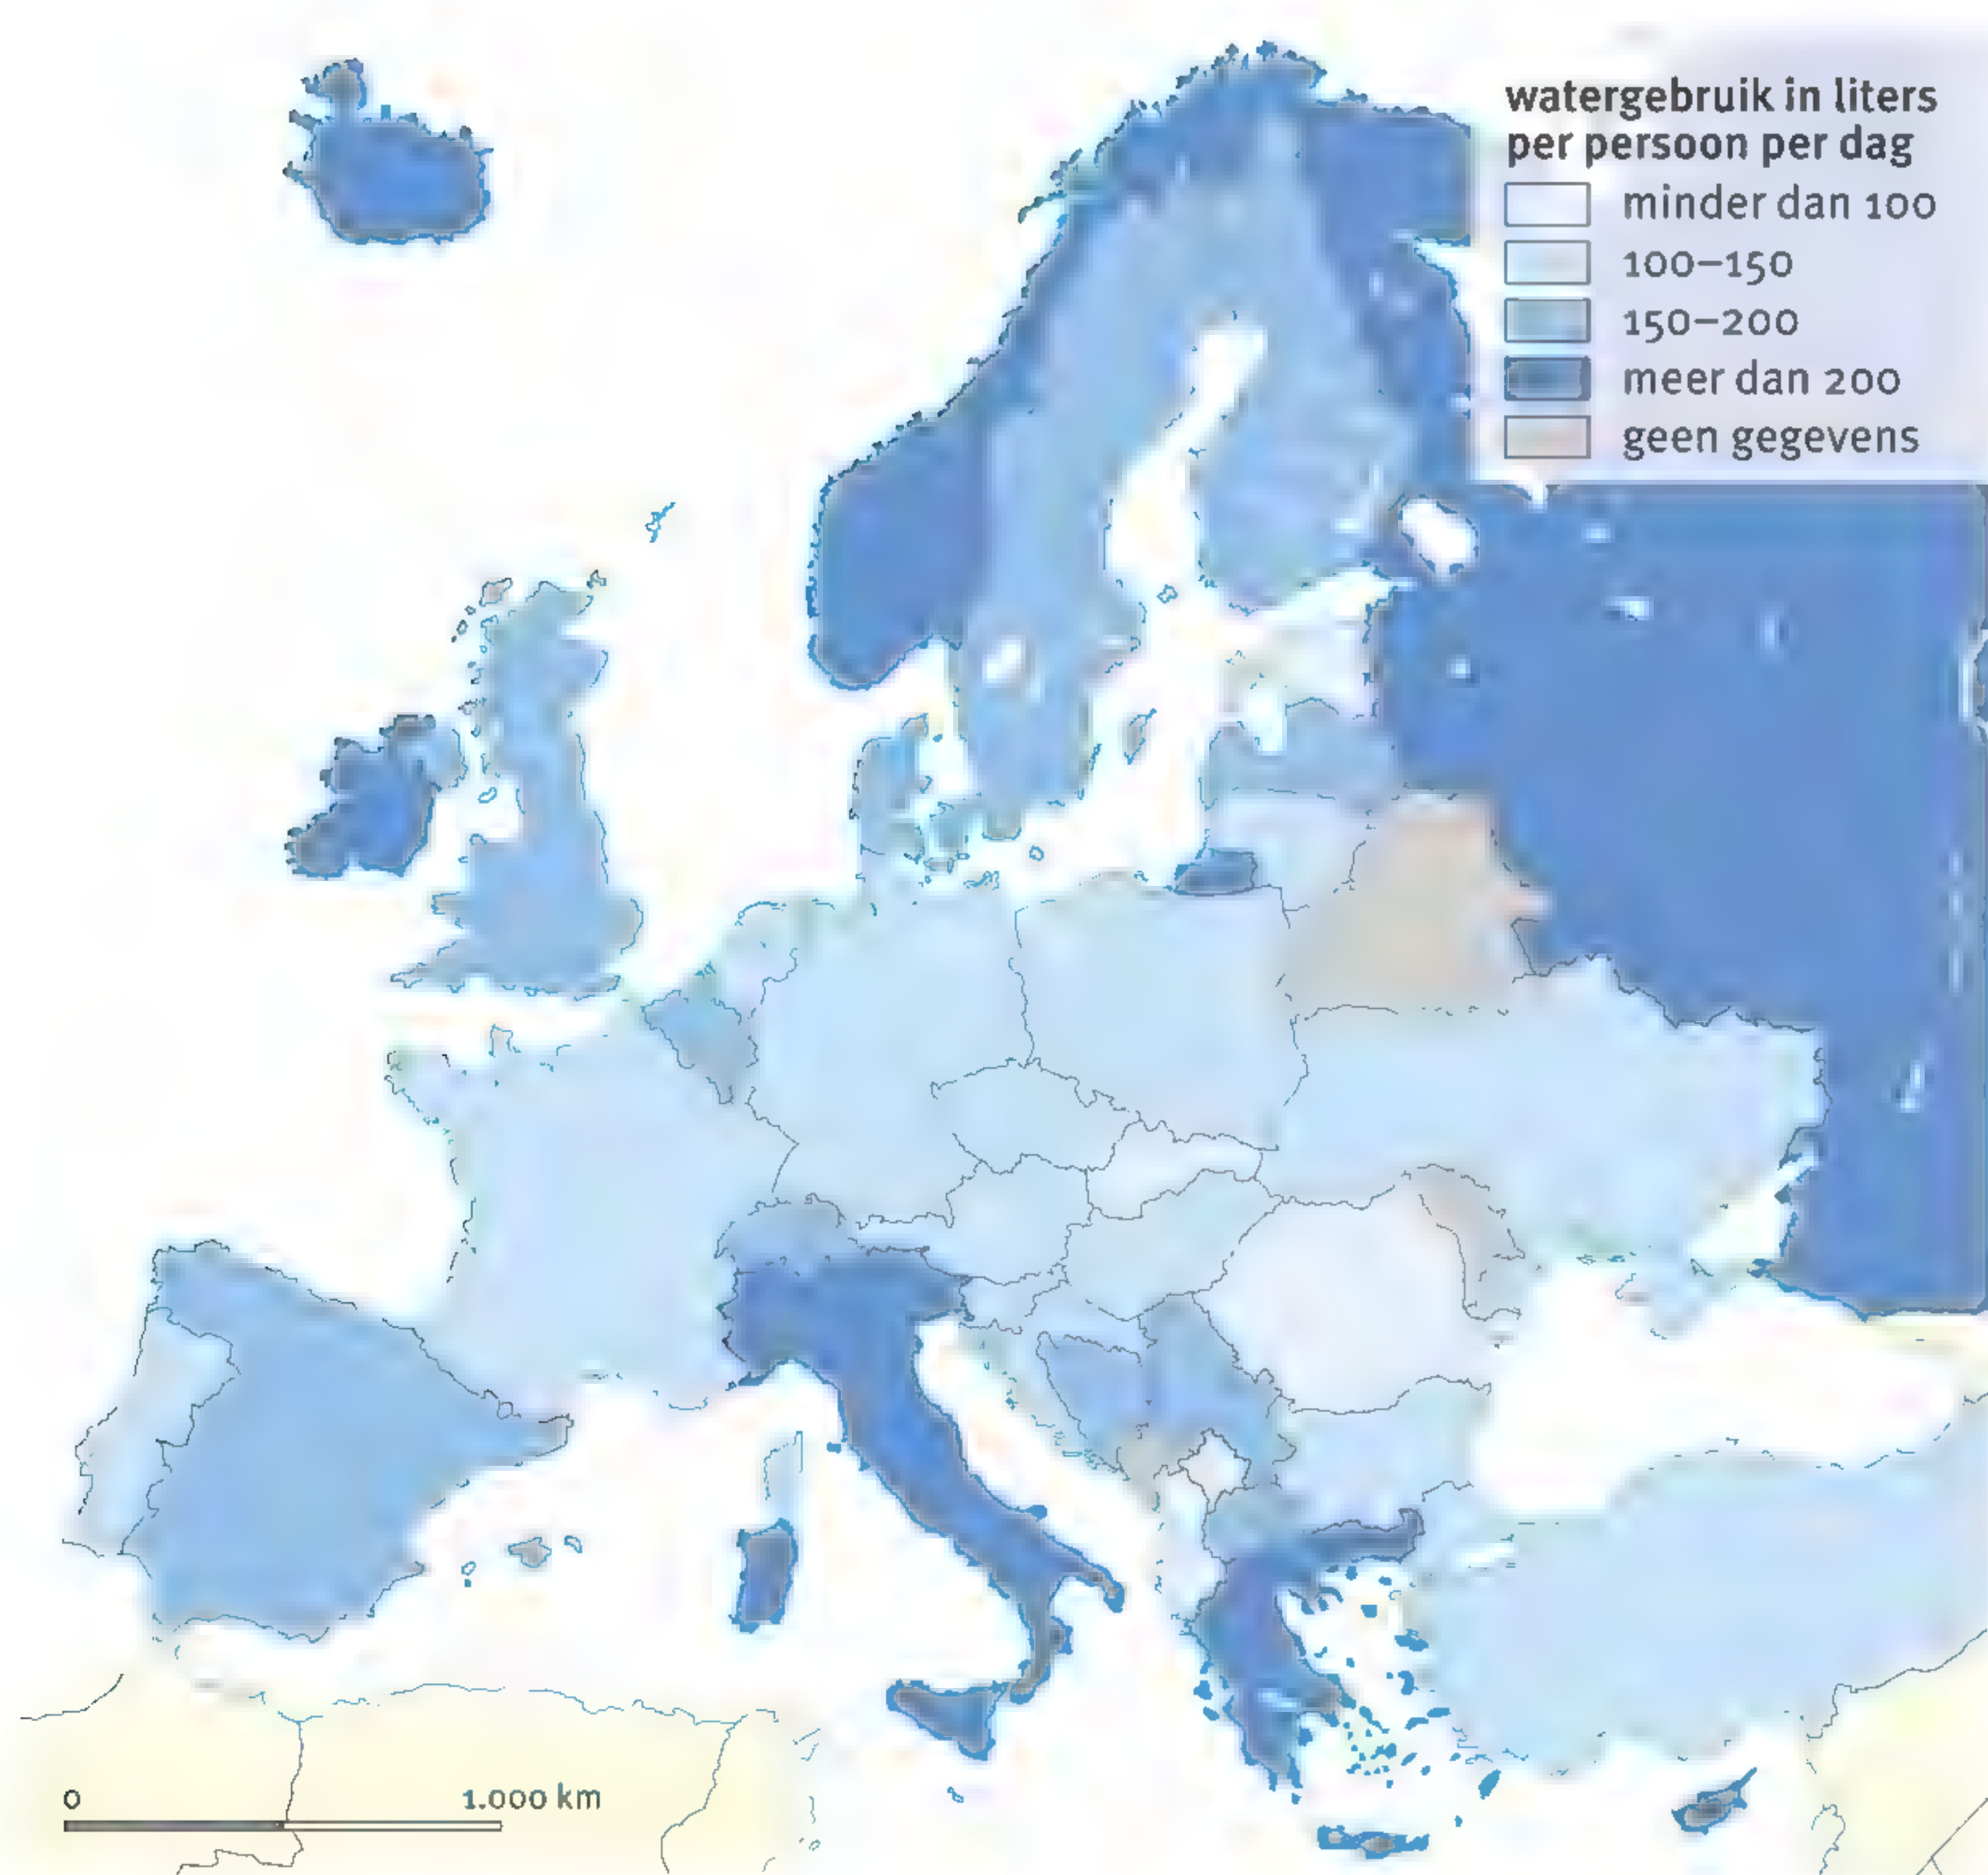 watergebruik in liters
per persoon per dag
minder dan 100
100–150
150–200
meer dan 200
geen gegevens
0 1.000 km